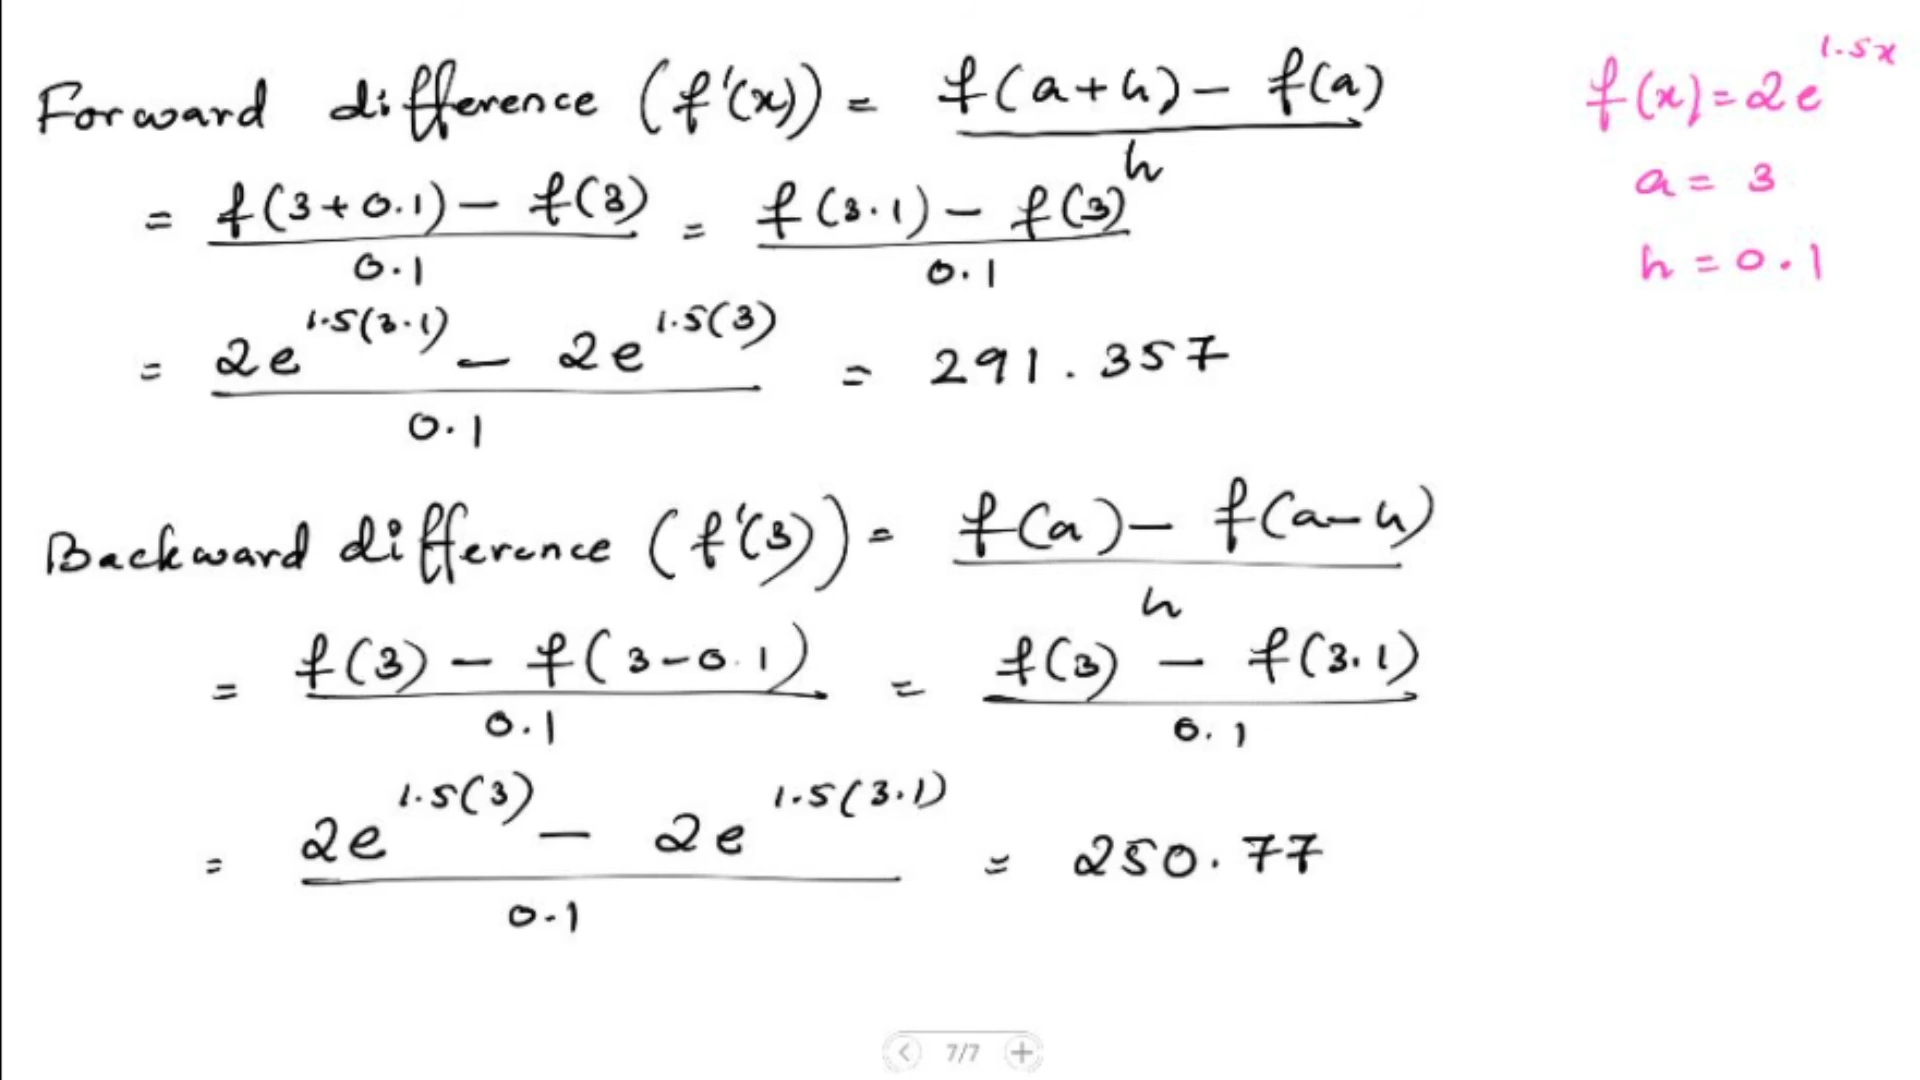 Forward difference (f'(x)) = f(a+h) - f(a) / h
f(x) = 2e^1.5x
a = 3
h = 0.1
= f(3+0.1) - f(3) / 0.1 = f(3.1) - f(3) / 0.1
= 2e^1.5(3.1) - 2e^1.5(3) / 0.1 = 291.357
Backward difference (f'(3)) = f(a) - f(a-h) / h
= f(3) - f(3-0.1) / 0.1 = f(3) - f(3.1) / 0.1
= 2e^1.5(3) - 2e^1.5(3.1) / 0.1 = 250.77
< 7/7 +